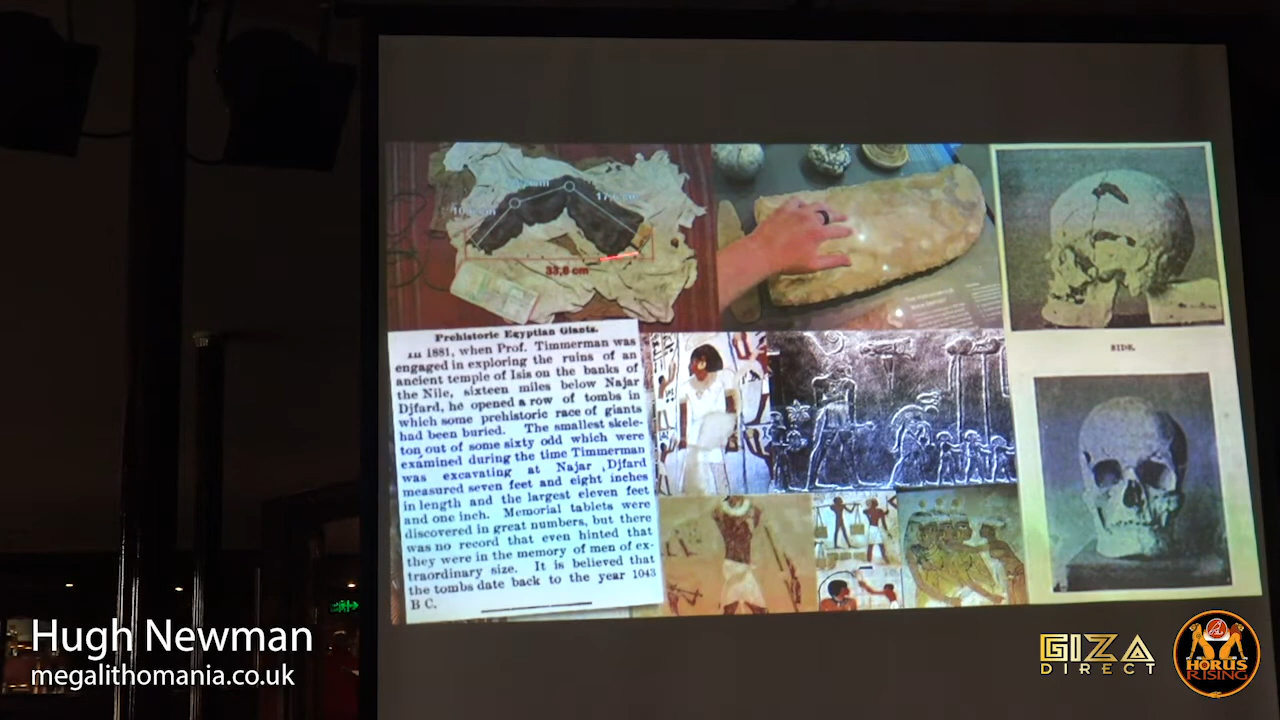 33,8 cm
SIDE.
Prehistoric Egyptian Giants.
In 1881, when Prof. Timmerman was
engaged in exploring the ruins of an
ancient temple of Isis on the banks of
the Nile, sixteen miles below Najar
Djfard, he opened a row of tombs in
which some prehistoric race of giants
had been buried. The smallest skele-
ton out of some sixty odd which were
examined during the time Timmerman
was excavating at Najar Djfard
measured seven feet and eight inches
in length and the largest eleven feet
and one inch. Memorial tablets were
discovered in great numbers, but there
was no record that even hinted that
they were in the memory of men of ex-
traordinary size. It is believed that
the tombs date back to the year 1043
B C.
Hugh Newman
megalithomania.co.uk
GIZA
DIRECT
HORUS
RISING